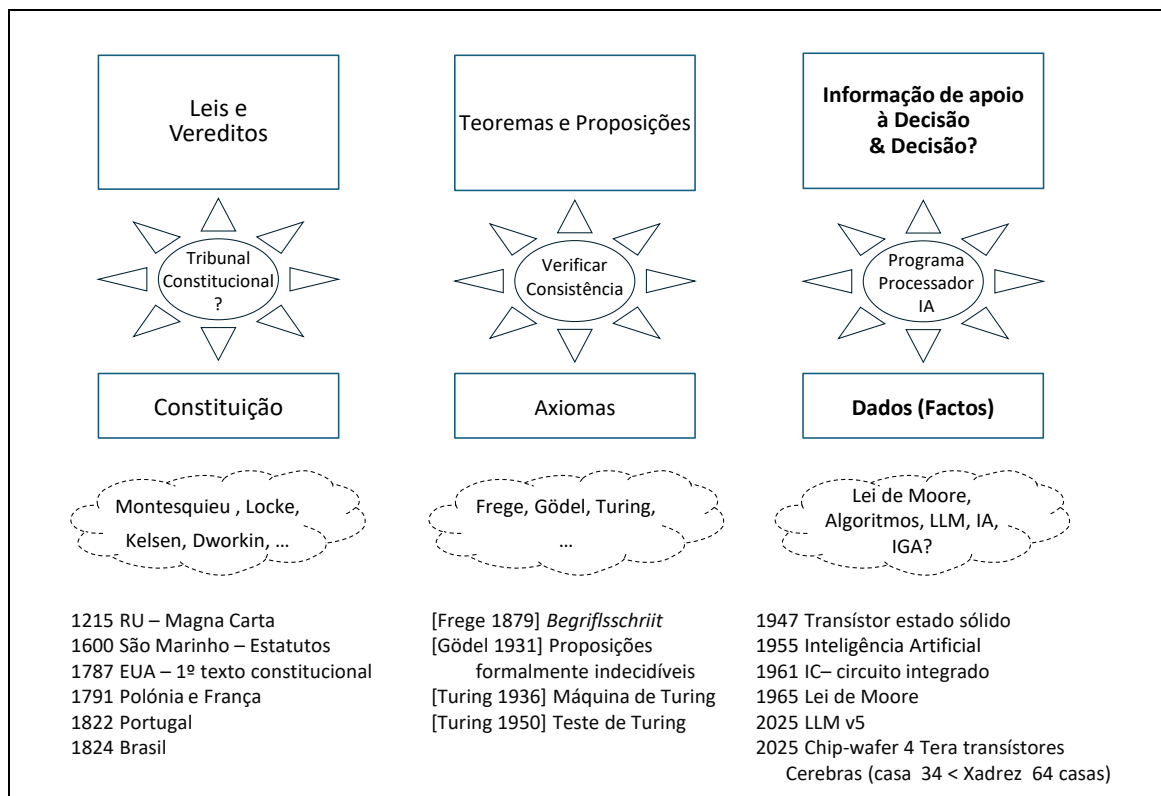 Leis e
Vereditos
Tribunal
Constitucional
?
Constituição
Montesquieu , Locke,
Kelsen, Dworkin, …
1215 RU – Magna Carta
1600 São Marinho – Estatutos
1787 EUA – 1º texto constitucional
1791 Polónia e França
1822 Portugal
1824 Brasil
Teoremas e Proposições
Verificar
Consistência
Axiomas
Frege, Gödel, Turing,
…
[Frege 1879] Begriflsschriit
[Gödel 1931] Proposições
formalmente indecidíveis
[Turing 1936] Máquina de Turing
[Turing 1950] Teste de Turing
Informação de apoio
à Decisão
& Decisão?
Programa
Processador
IA
Dados (Factos)
Lei de Moore,
Algoritmos, LLM, IA,
IGA?
1947 Transístor estado sólido
1955 Inteligência Artificial
1961 IC– circuito integrado
1965 Lei de Moore
2025 LLM v5
2025 Chip-wafer 4 Tera transístores
Cerebras (casa 34 < Xadrez 64 casas)